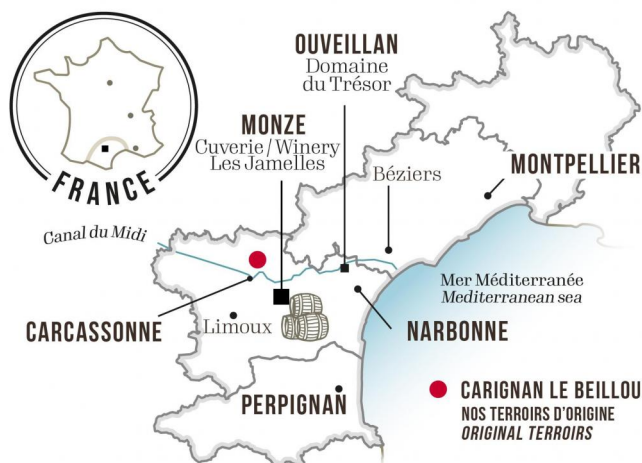 FRANCE
OUVEILLAN
Domaine
du Trésor
MONZE
Cuverie / Winery
Les Jamelles
Béziers
MONTPELLIER
Canal du Midi
Mer Méditerranée
Mediterranean sea
CARCASSONNE
Limoux
NARBONNE
PERPIGNAN
CARIGNAN LE BEILLOU
NOS TERROIRS D'ORIGINE
ORIGINAL TERROIRS